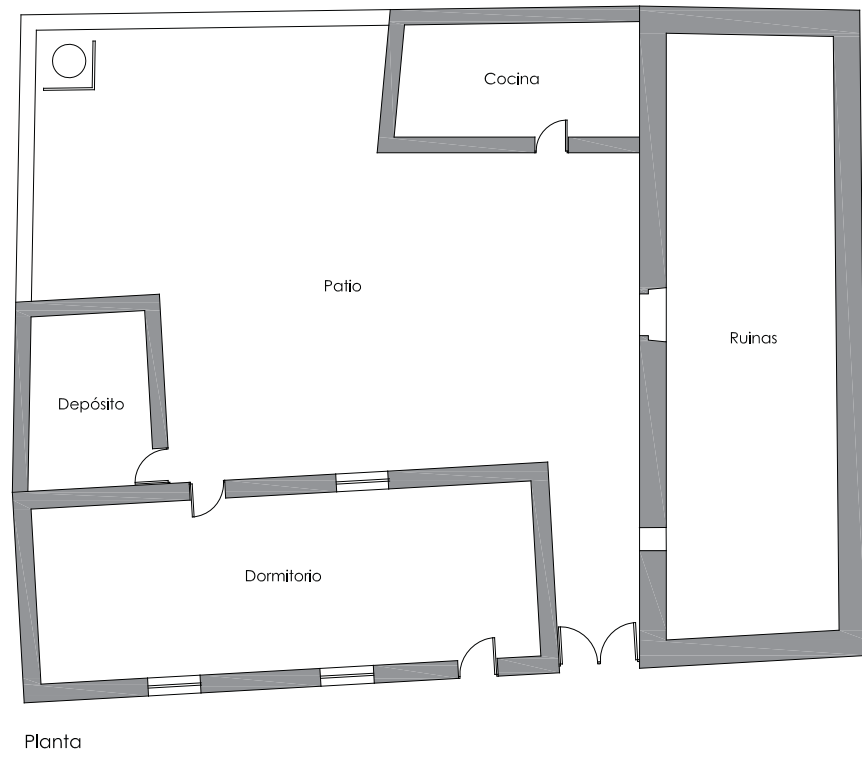 Cocina
Patio
Ruinas
Depósito
Dormitorio
Planta